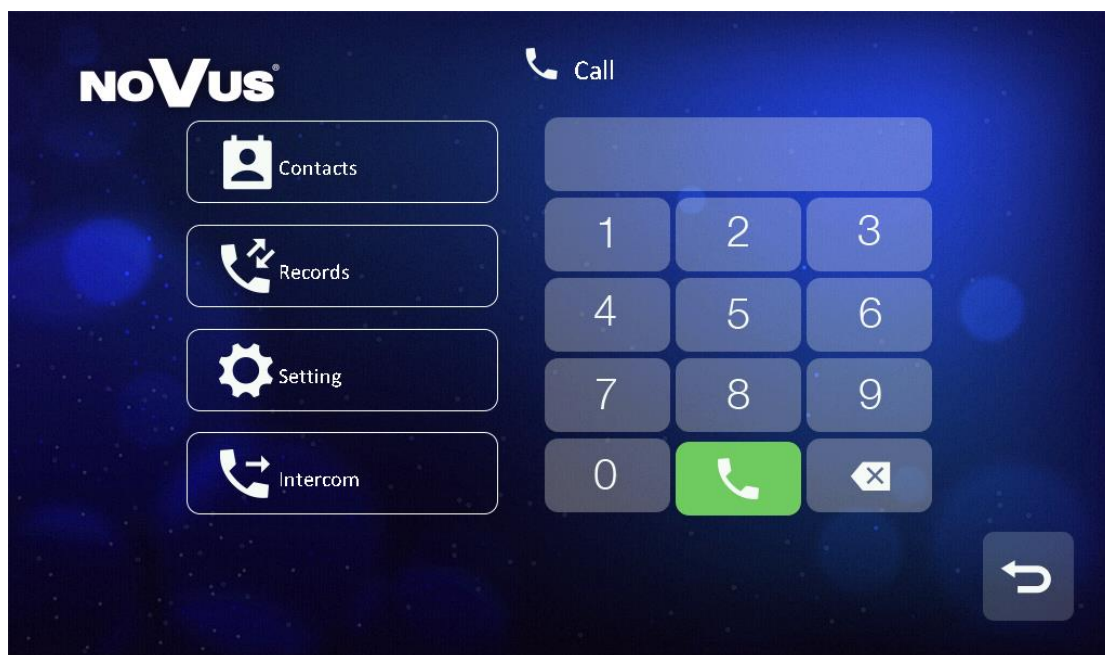 NOVUS®
Call
Contacts
Records
Setting
Intercom
1 2 3
4 5 6
7 8 9
0